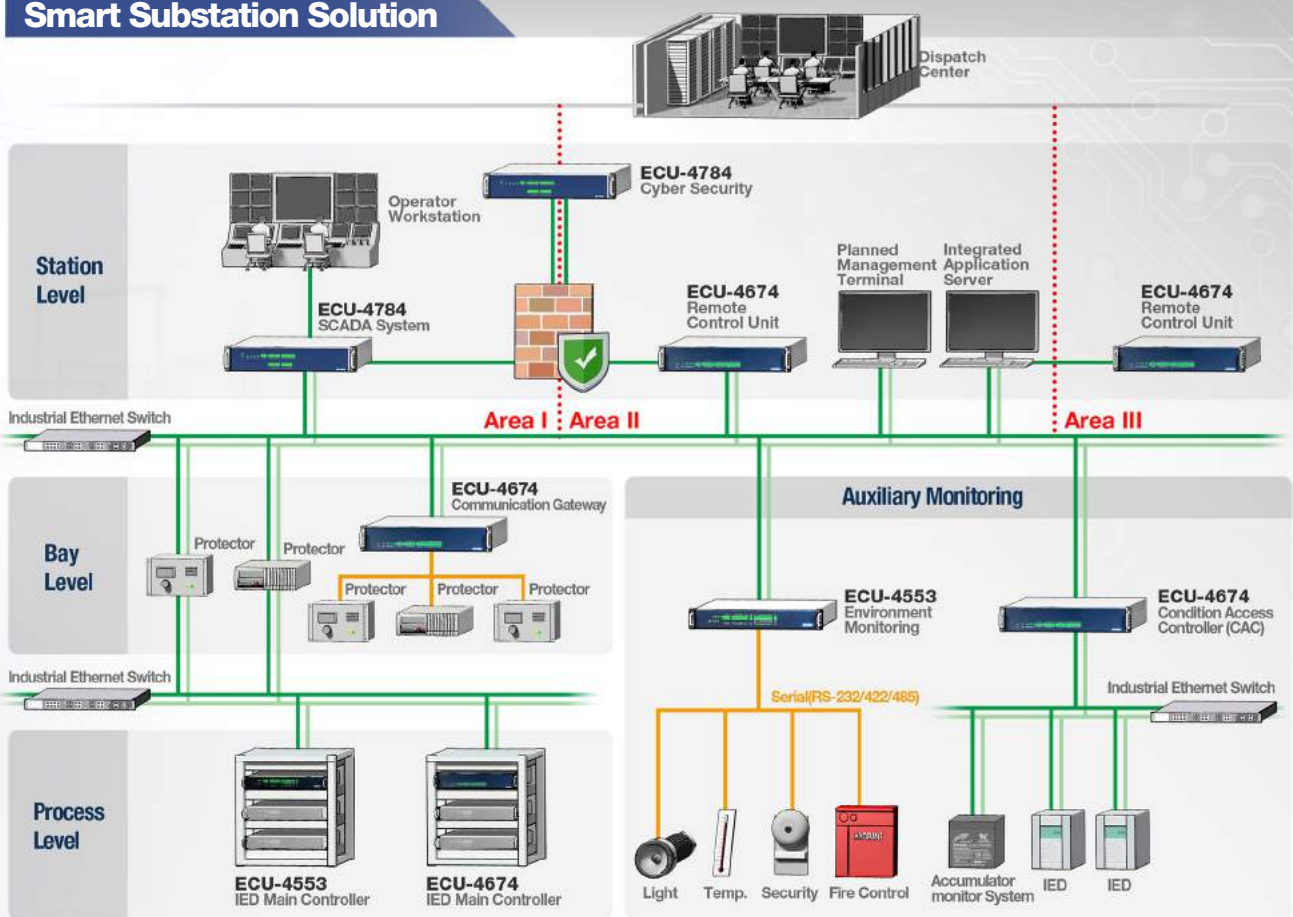 Smart Substation Solution
Dispatch
Center
Station
Level
Operator
Workstation
ECU-4784
Cyber Security
ECU-4784
SCADA System
ECU-4674
Remote
Control Unit
Planned
Management
Terminal
Integrated
Application
Server
ECU-4674
Remote
Control Unit
Industrial Ethernet Switch
Area I
Area II
Area III
Bay
Level
Protector
Protector
ECU-4674
Communication Gateway
Protector
Protector
Protector
Auxiliary Monitoring
ECU-4553
Environment
Monitoring
ECU-4674
Condition Access
Controller (CAC)
Industrial Ethernet Switch
Serial(RS-232/422/485)
Industrial Ethernet Switch
Process
Level
ECU-4553
IED Main Controller
ECU-4674
IED Main Controller
Light
Temp.
Security
Fire Control
Accumulator
monitor System
IED
IED